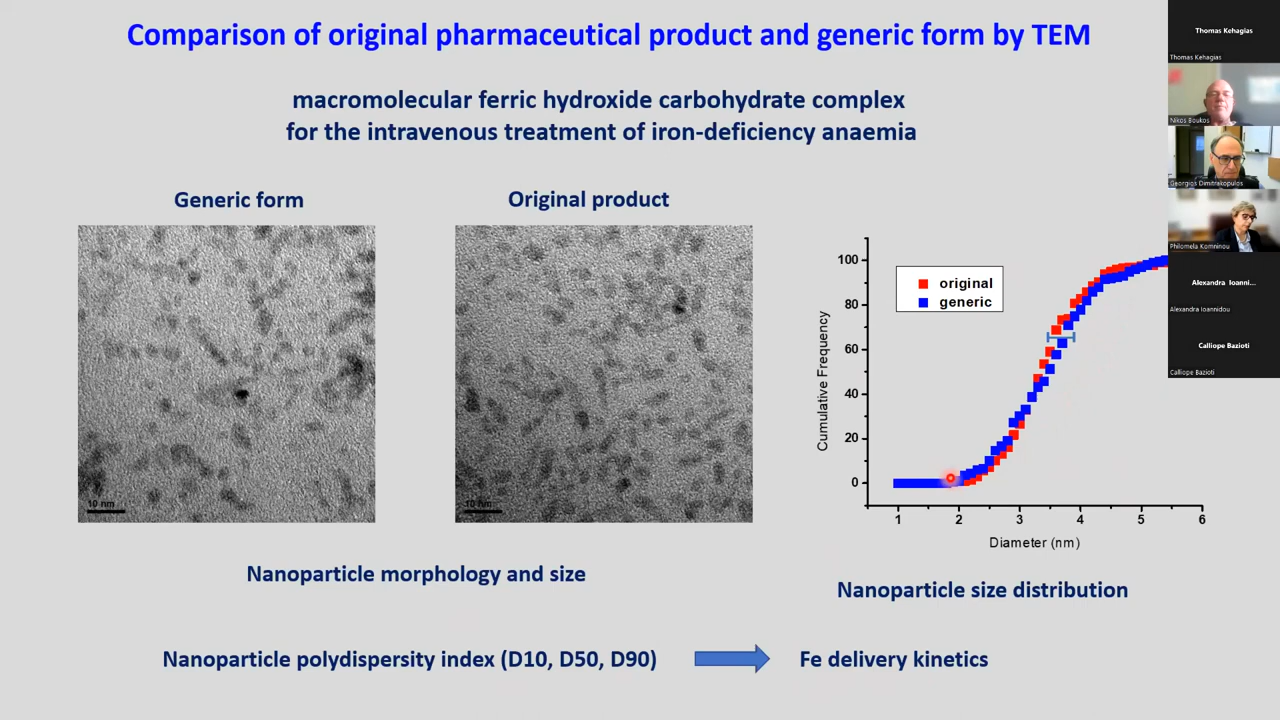 Comparison of original pharmaceutical product and generic form by TEM
macromolecular ferric hydroxide carbohydrate complex
for the intravenous treatment of iron-deficiency anaemia
Generic form
Original product
10 nm
10 nm
original
generic
Cumulative Frequency
100
80
60
40
20
0
1 2 3 4 5 6
Diameter (nm)
Nanoparticle morphology and size
Nanoparticle size distribution
Nanoparticle polydispersity index (D10, D50, D90)
Fe delivery kinetics
Thomas Kehagias
Thomas Kehagias
Nikos Boukos
Georgios Dimitrakopulos
Philomela Komninou
Alexandra Ioanni...
Alexandra Ioannidou
Calliope Bazioti
Calliope Bazioti